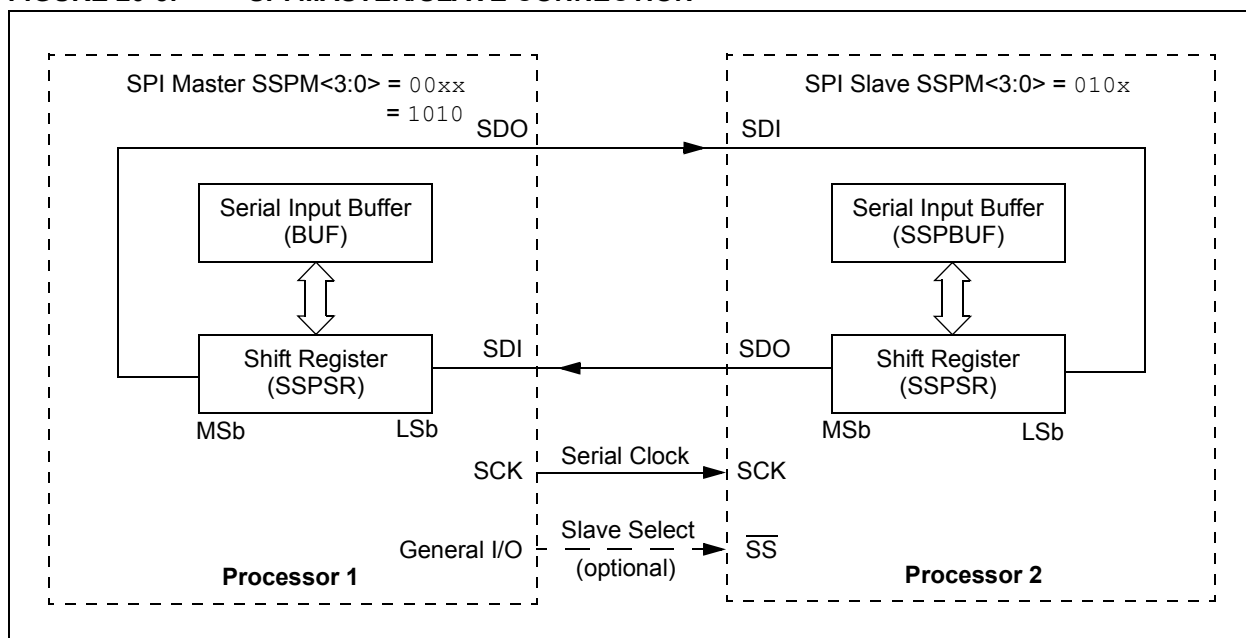 SPI Master SSPM<3:0> = 00xx
= 1010
SDO
Serial Input Buffer
(BUF)
Shift Register
(SSPSR)
MSb
LSb
SDI
SCK
General I/O
Processor 1
Serial Clock
Slave Select
(optional)
SPI Slave SSPM<3:0> = 010x
SDI
Serial Input Buffer
(SSPBUF)
SDO
Shift Register
(SSPSR)
MSb
LSb
SCK
SS
Processor 2